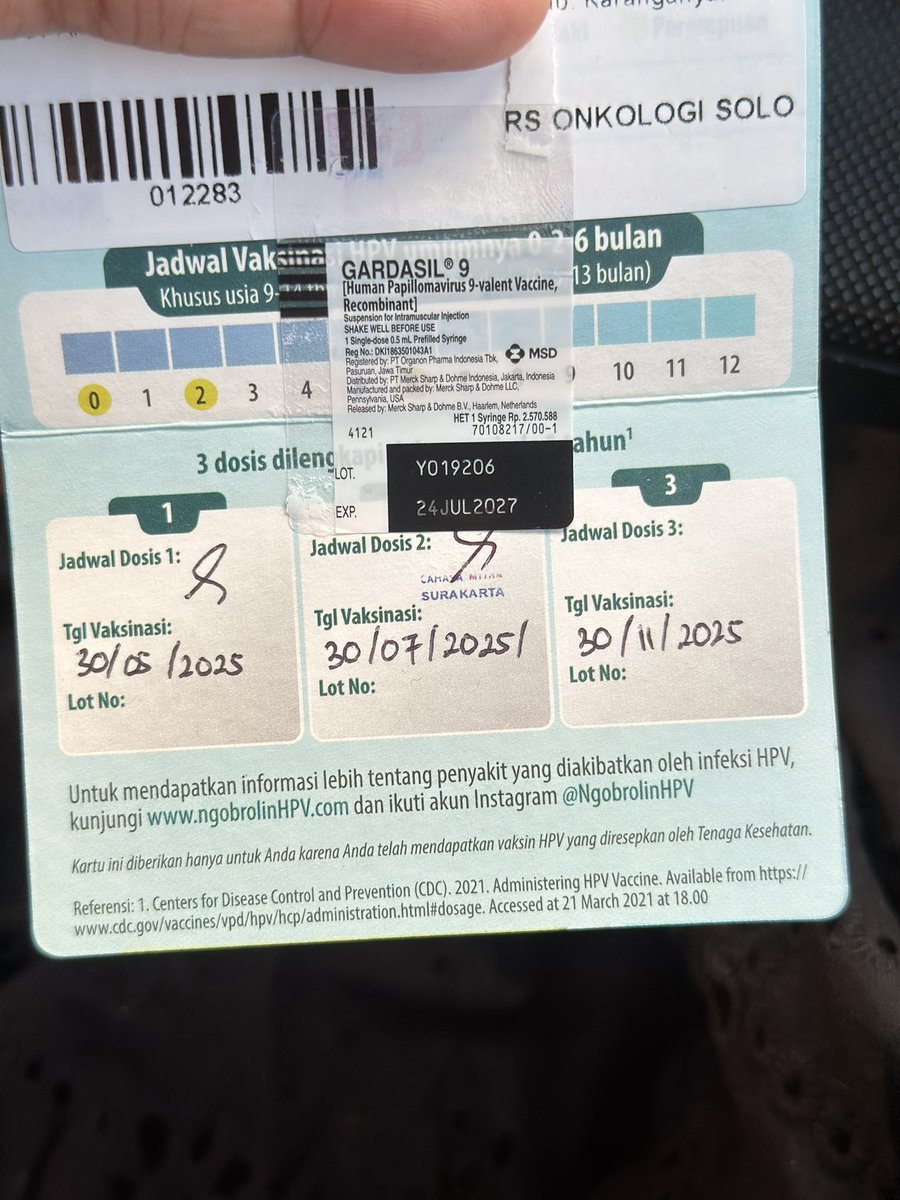 RS ONKOLOGI SOLO
012283
Jadwal Vaksinasi HPV umumnya 0 2 6 bulan
Khusus usia 9-14 th
13 bulan)
0 1 2 3 4 10 11 12
GARDASIL® 9
[Human Papillomavirus 9-valent Vaccine,
Recombinant]
Suspension for Intramuscular Injection
SHAKE WELL BEFORE USE
1 Single-dose 0.5 mL Prefilled Syringe
Reg No.: DKI1863501043A1
Registered by: PT Organon Pharma Indonesia Tbk,
Pasuruan, Jawa Timur
MSD
Distributed by: PT Merck Sharp & Dohme Indonesia, Jakarta, Indonesia
Manufactured and packed by: Merck Sharp & Dohme LLC,
Pennsylvania, USA
Released by: Merck Sharp & Dohme B.V., Haarlem, Netherlands
HET 1 Syringe Rp. 2.570.588
4121 70108217/00-1
LOT. Y019206
EXP. 24JUL2027
3 dosis dilengkapi
ahun¹
1
Jadwal Dosis 1:
Tgl Vaksinasi:
30/05/2025
Lot No:
Jadwal Dosis 2:
SURAKARTA
Tgl Vaksinasi:
30/07/2025/
Lot No:
3
Jadwal Dosis 3:
Tgl Vaksinasi:
30/11/2025
Lot No:
Untuk mendapatkan informasi lebih tentang penyakit yang diakibatkan oleh infeksi HPV,
kunjungi www.ngobrolinHPV.com dan ikuti akun Instagram @NgobrolinHPV
Kartu ini diberikan hanya untuk Anda karena Anda telah mendapatkan vaksin HPV yang diresepkan oleh Tenaga Kesehatan.
Referensi: 1. Centers for Disease Control and Prevention (CDC). 2021. Administering HPV Vaccine. Available from https://
www.cdc.gov/vaccines/vpd/hpv/hcp/administration.html#dosage. Accessed at 21 March 2021 at 18.00